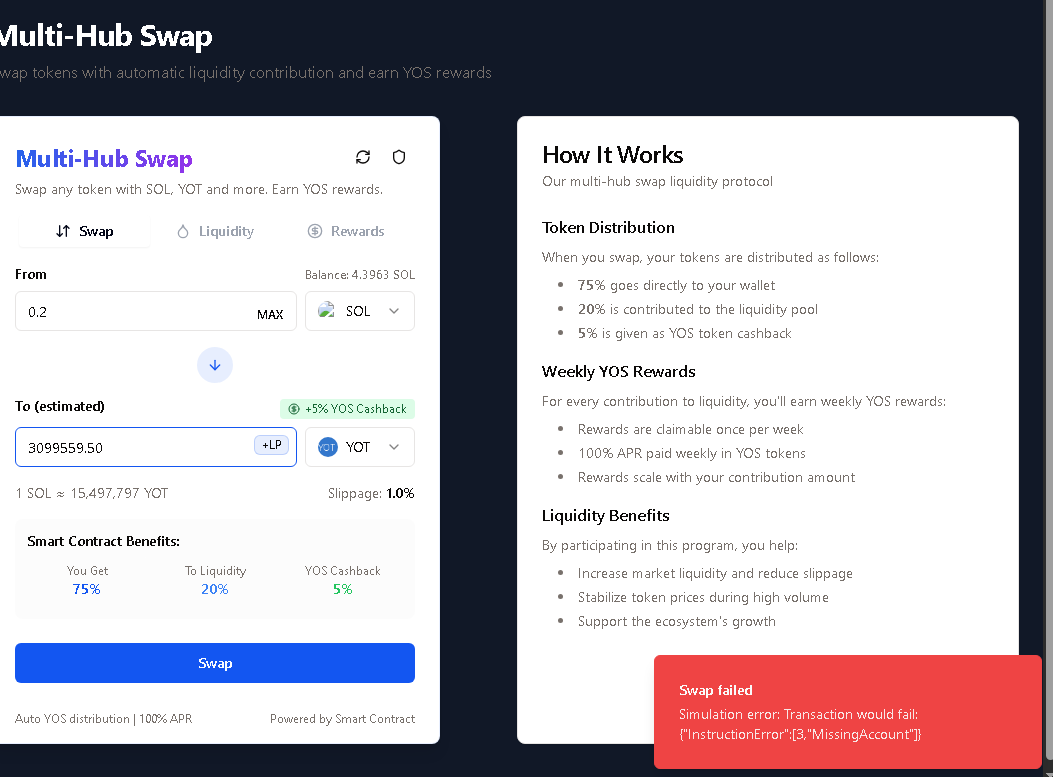 Multi-Hub Swap
wap tokens with automatic liquidity contribution and earn YOS rewards
Multi-Hub Swap
Swap any token with SOL, YOT and more. Earn YOS rewards.
Swap
Liquidity
Rewards
From
Balance: 4.3963 SOL
0.2
MAX
SOL
To (estimated)
+5% YOS Cashback
3099559.50
+LP
YOT
YOT
1 SOL ≈ 15,497,797 YOT
Slippage: 1.0%
Smart Contract Benefits:
You Get
To Liquidity
YOS Cashback
75%
20%
5%
Swap
Auto YOS distribution | 100% APR
Powered by Smart Contract
How It Works
Our multi-hub swap liquidity protocol
Token Distribution
When you swap, your tokens are distributed as follows:
• 75% goes directly to your wallet
• 20% is contributed to the liquidity pool
• 5% is given as YOS token cashback
Weekly YOS Rewards
For every contribution to liquidity, you'll earn weekly YOS rewards:
• Rewards are claimable once per week
• 100% APR paid weekly in YOS tokens
• Rewards scale with your contribution amount
Liquidity Benefits
By participating in this program, you help:
• Increase market liquidity and reduce slippage
• Stabilize token prices during high volume
• Support the ecosystem's growth
Swap failed
Simulation error: Transaction would fail:
{"InstructionError":[3,"MissingAccount"]}